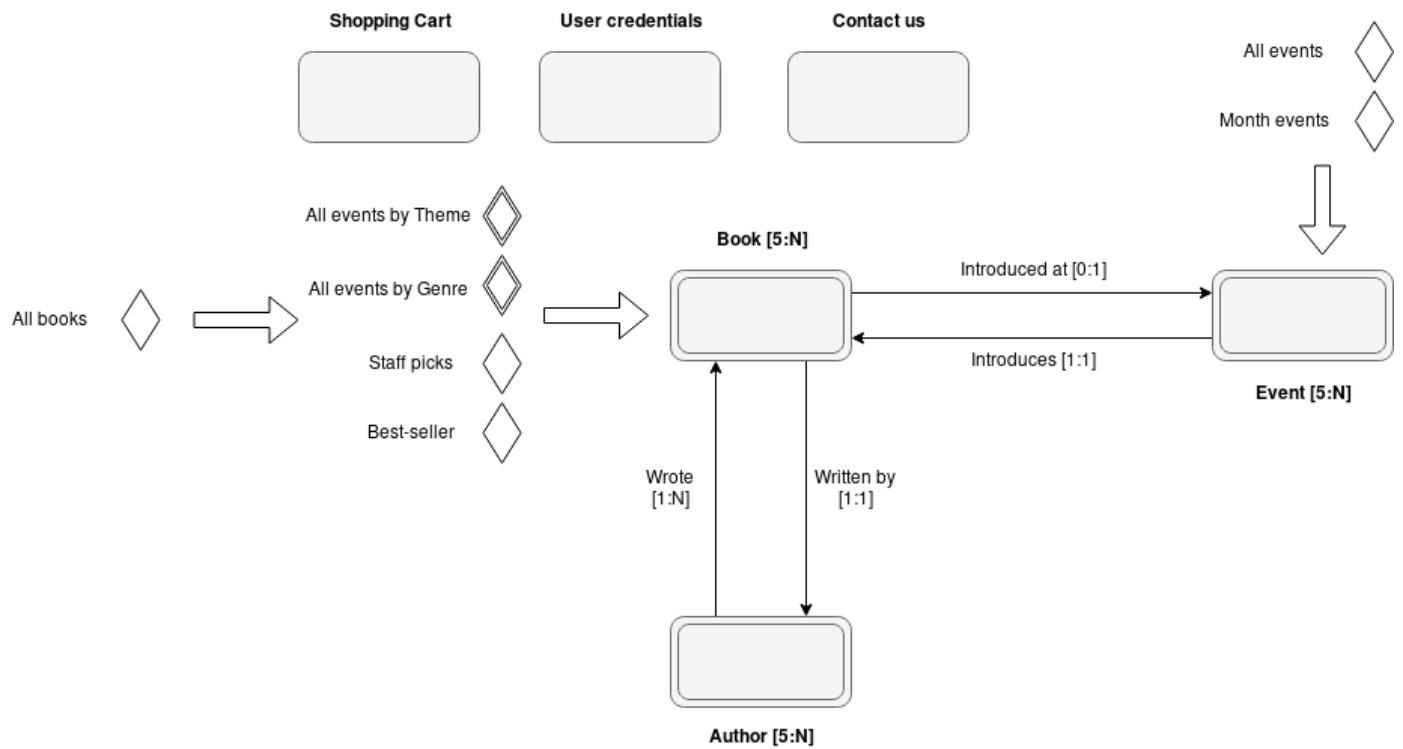 Shopping Cart
User credentials
Contact us
All events
Month events
All events by Theme
All events by Genre
Staff picks
Best-seller
All books
Book [5:N]
Introduced at [0:1]
Introduces [1:1]
Event [5:N]
Wrote
[1:N]
Written by
[1:1]
Author [5:N]